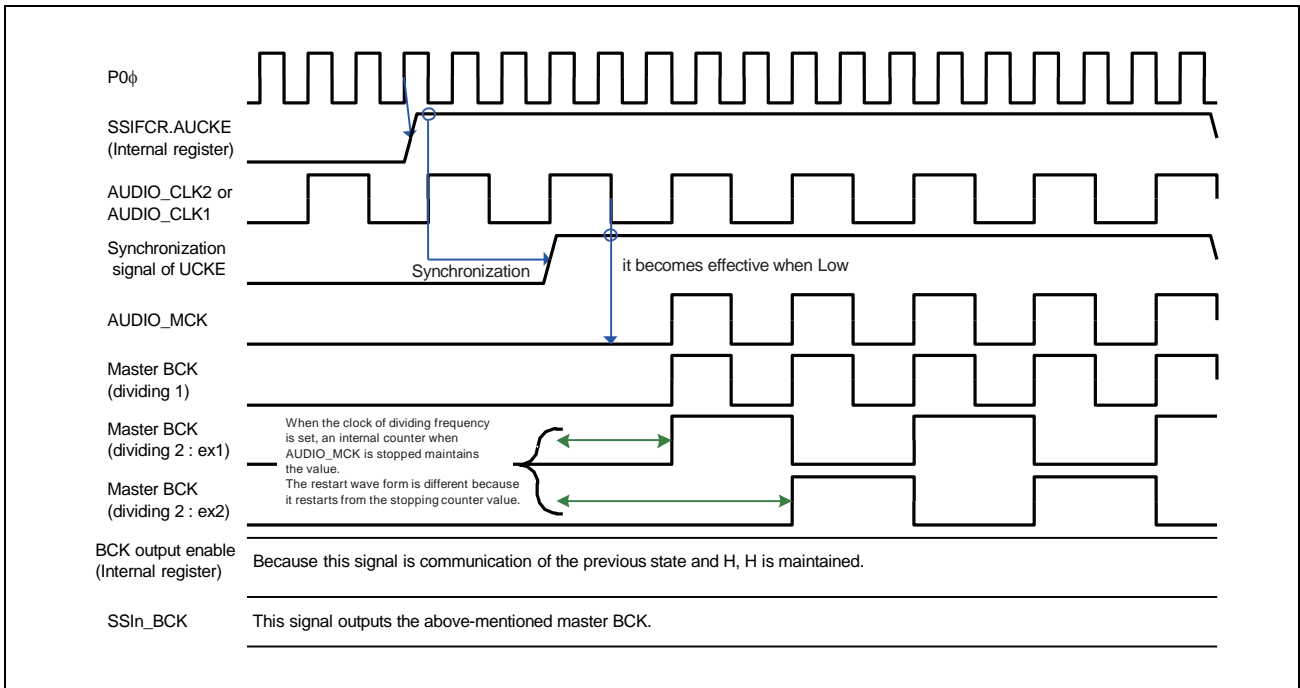 P0ϕ
SSIFCR.AUCKE
(Internal register)
AUDIO_CLK2 or
AUDIO_CLK1
Synchronization
signal of UCKE
Synchronization
it becomes effective when Low
AUDIO_MCK
Master BCK
(dividing 1)
Master BCK
(dividing 2 : ex1)
When the clock of dividing frequency
is set, an internal counter when
AUDIO_MCK is stopped maintains
the value.
The restart wave form is different because
it restarts from the stopping counter value.
Master BCK
(dividing 2 : ex2)
BCK output enable
(Internal register)
Because this signal is communication of the previous state and H, H is maintained.
SSIn_BCK
This signal outputs the above-mentioned master BCK.